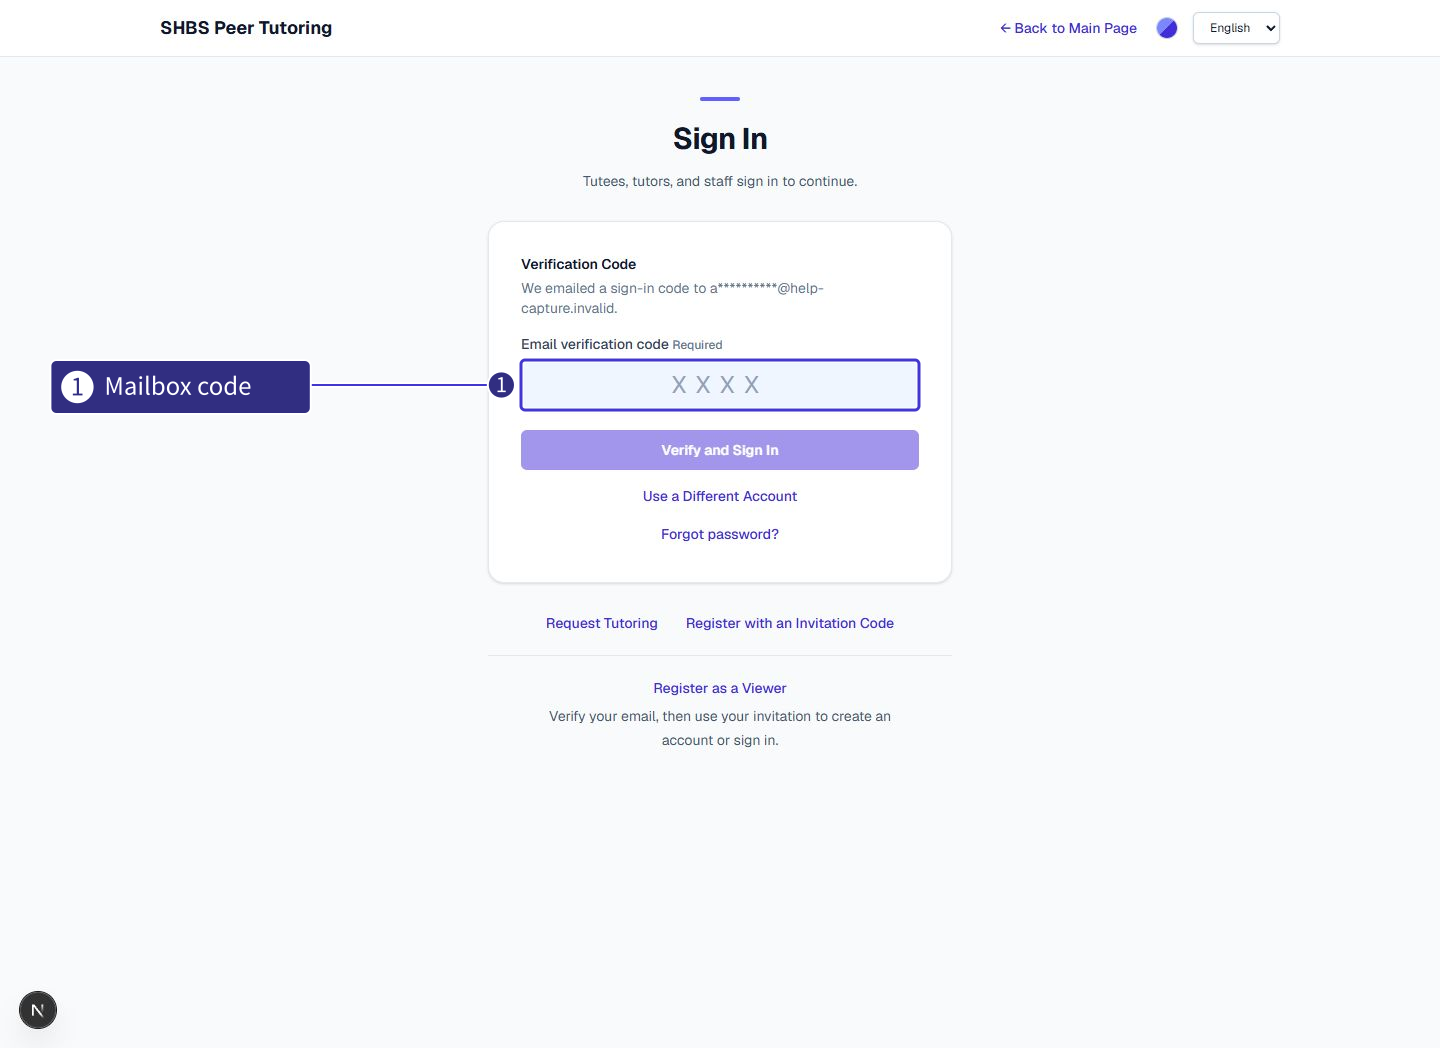 SHBS Peer Tutoring
← Back to Main Page
English
Sign In
Tutees, tutors, and staff sign in to continue.
Verification Code
We emailed a sign-in code to a**********@help-
capture.invalid.
Email verification code Required
1 Mailbox code
1
X X X X
Verify and Sign In
Use a Different Account
Forgot password?
Request Tutoring
Register with an Invitation Code
Register as a Viewer
Verify your email, then use your invitation to create an
account or sign in.
N